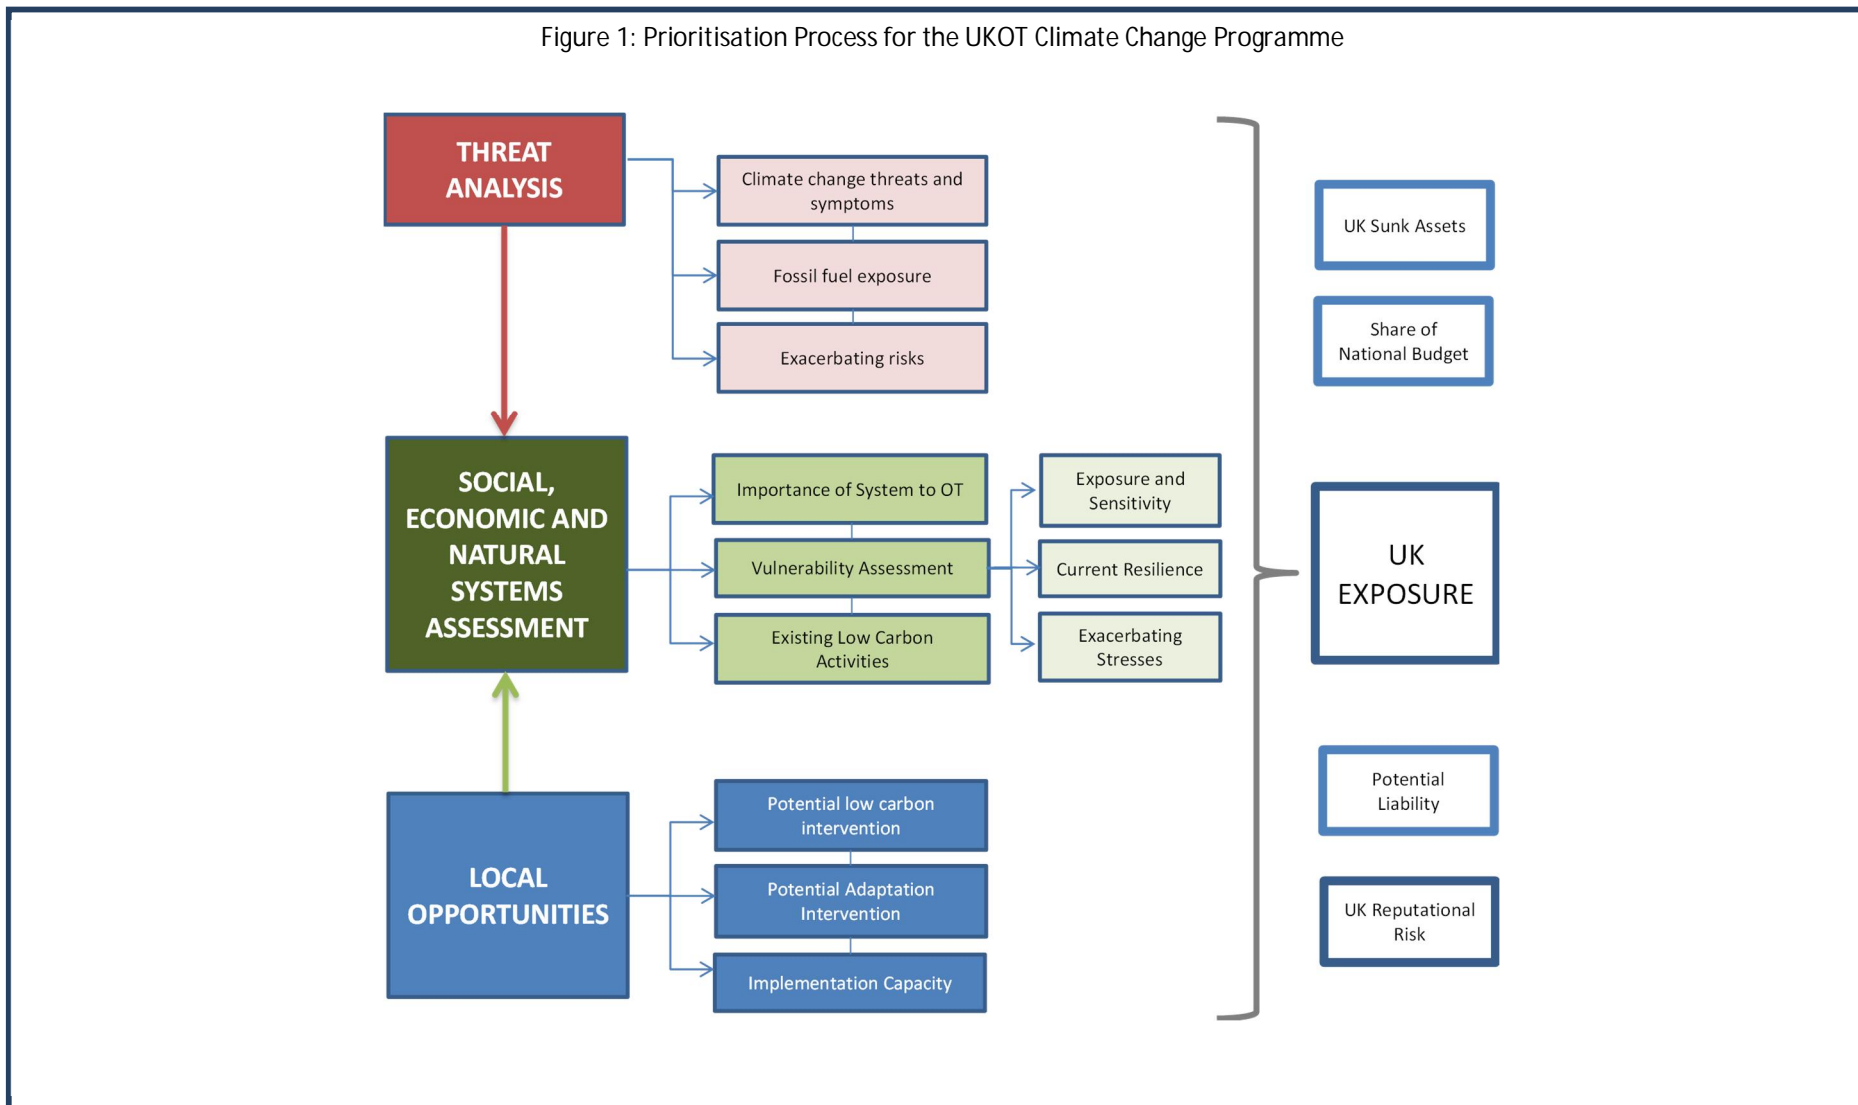 Figure 1: Prioritisation Process for the UKOT Climate Change Programme
THREAT
ANALYSIS
Climate change threats and
symptoms
Fossil fuel exposure
Exacerbating risks
SOCIAL,
ECONOMIC AND
NATURAL
SYSTEMS
ASSESSMENT
Importance of System to OT
Vulnerability Assessment
Existing Low Carbon
Activities
Exposure and
Sensitivity
Current Resilience
Exacerbating
Stresses
LOCAL
OPPORTUNITIES
Potential low carbon
intervention
Potential Adaptation
Intervention
Implementation Capacity
UK Sunk Assets
Share of
National Budget
UK
EXPOSURE
Potential
Liability
UK Reputational
Risk